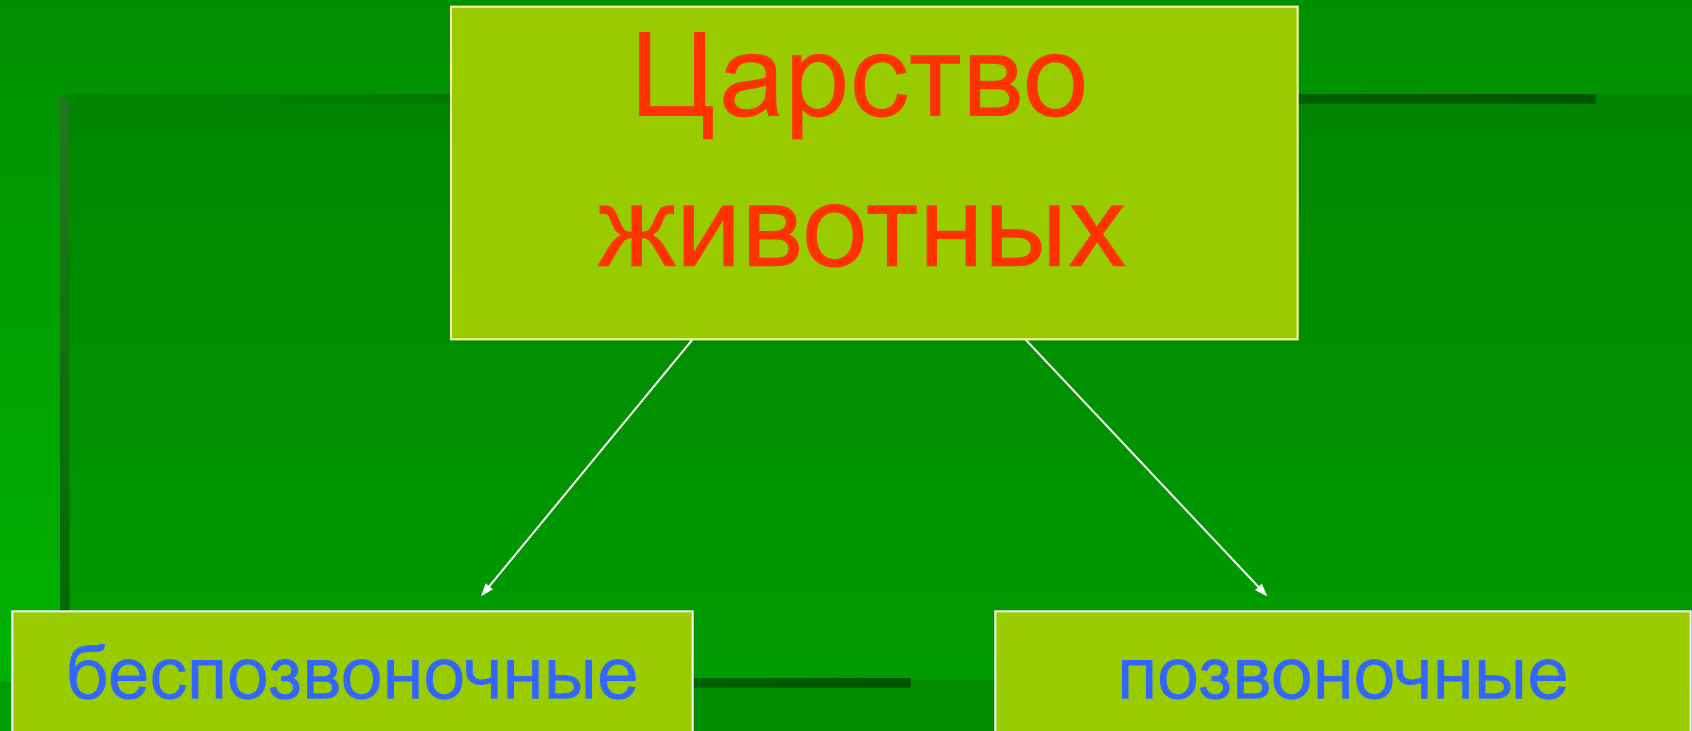 Царство
животных
беспозвоночные
позвоночные